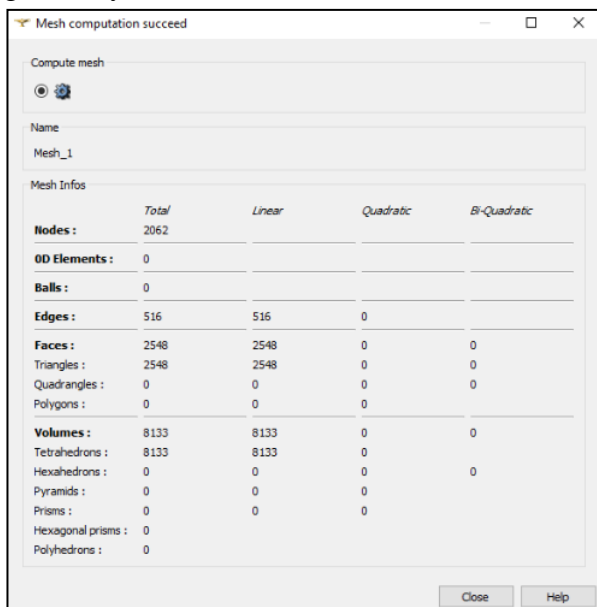 Mesh computation succeed
Compute mesh
Name
Mesh_1
Mesh Infos
Total Linear Quadratic Bi-Quadratic
Nodes : 2062
0D Elements : 0
Balls : 0
Edges : 516 516 0
Faces : 2548 2548 0 0
Triangles : 2548 2548 0 0
Quadrangles : 0 0 0 0
Polygons : 0 0 0
Volumes : 8133 8133 0 0
Tetrahedrons : 8133 8133 0
Hexahedrons : 0 0 0 0
Pyramids : 0 0 0
Prisms : 0 0 0
Hexagonal prisms : 0
Polyhedrons : 0
Close Help